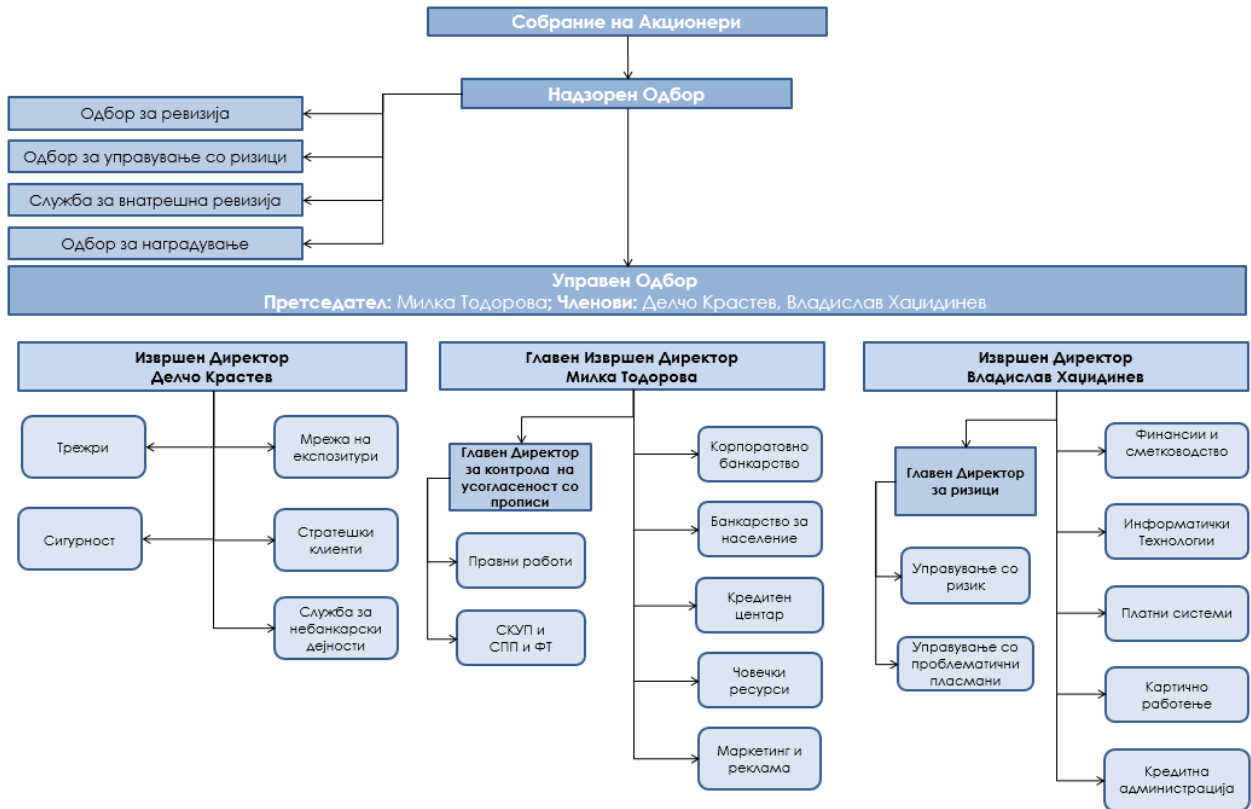 Собрание на Акционери
Надзорен Одбор
Одбор за ревизија
Одбор за управување со ризици
Служба за внатрешна ревизија
Одбор за наградување
Управен Одбор
Претседател: Милка Тодорова; Членови: Делчо Крастев, Владислав Хаџидинев
Извршен Директор
Делчо Крастев
Трежри
Мрежа на
експозитури
Сигурност
Стратешки
клиенти
Служба за
небанкарски
дејности
Главен Извршен Директор
Милка Тодорова
Главен Директор
за контрола на
усогласеност со
прописи
Правни работи
СКУП и
СПП и ФТ
Корпоратовно
банкарство
Банкарство за
население
Кредитен
центар
Човечки
ресурси
Маркетинг и
реклама
Извршен Директор
Владислав Хаџидинев
Главен Директор
за ризици
Управување со
ризик
Управување со
проблематични
пласмани
Финансии и
сметководство
Информатички
Технологии
Платни системи
Картично
работење
Кредитна
администрација